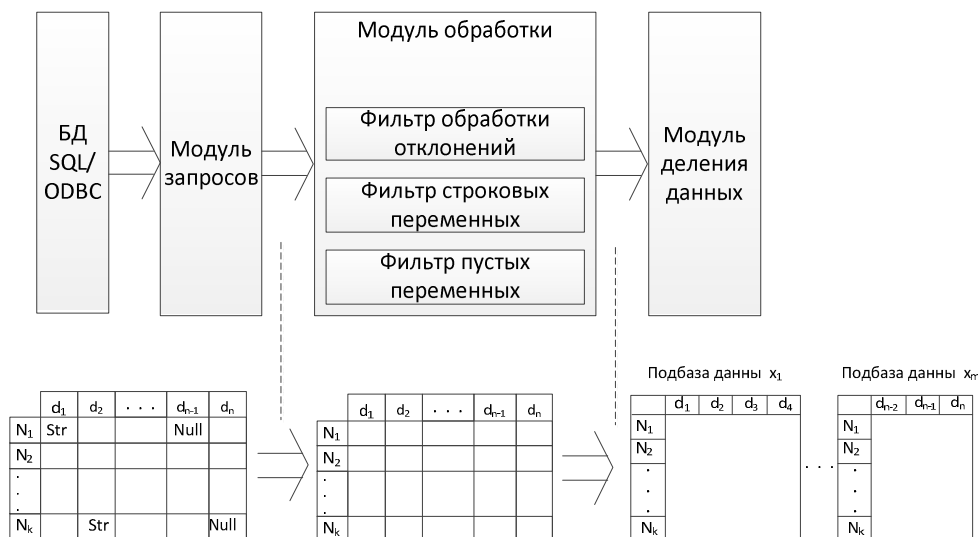 БД
SQL/
ODBC
Модуль
запросов
Модуль обработки
Фильтр обработки
отклонений
Фильтр строковых
переменных
Фильтр пустых
переменных
Модуль
деления
данных
d₁ d₂ · · · dₙ₋₁ dₙ
N₁ Str Null
N₂
·
·
·
Nₖ Str Null
d₁ d₂ · · · dₙ₋₁ dₙ
N₁
N₂
·
·
·
Nₖ
Подбаза данны x₁
d₁ d₂ d₃ d₄
N₁
N₂
·
·
·
Nₖ
· · ·
Подбаза данны xₘ
dₙ₋₂ dₙ₋₁ dₙ
N₁
N₂
·
·
·
Nₖ